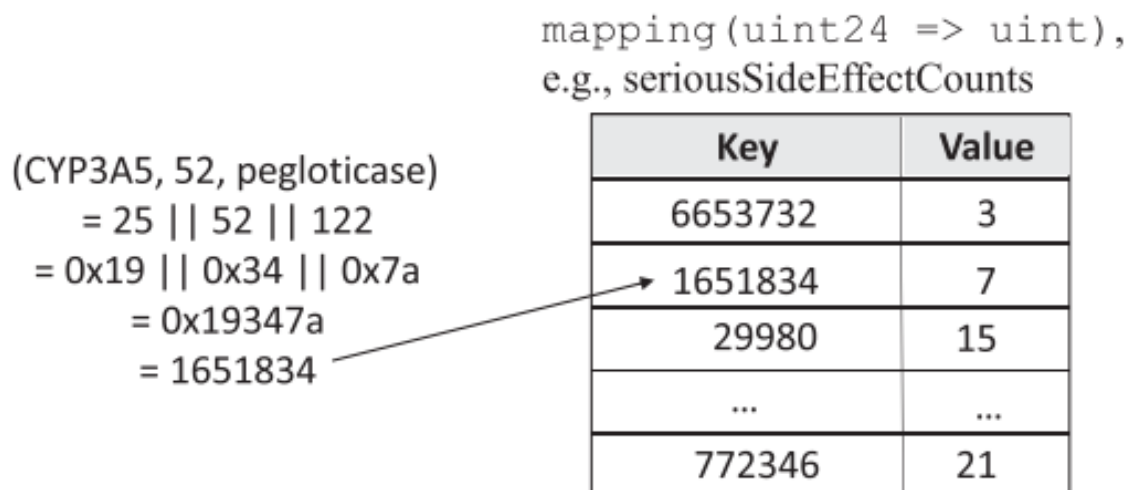 mapping(uint24 => uint),
e.g., seriousSideEffectCounts
(CYP3A5, 52, pegloticase)
= 25 || 52 || 122
= 0x19 || 0x34 || 0x7a
= 0x19347a
= 1651834
Key Value
6653732 3
1651834 7
29980 15
... ...
772346 21